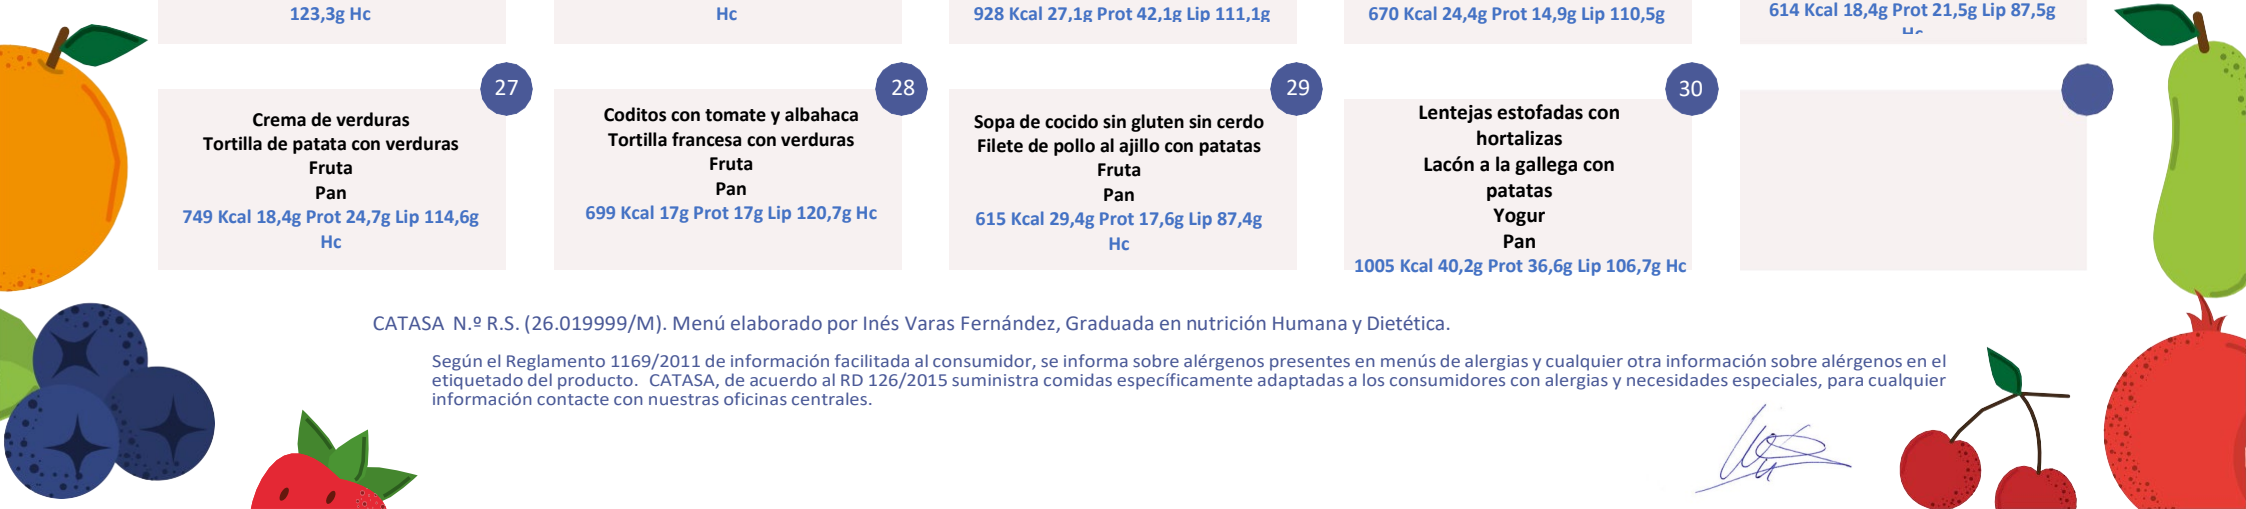 123,3g Hc
Hc
928 Kcal 27,1g Prot 42,1g Lip 111,1g
670 Kcal 24,4g Prot 14,9g Lip 110,5g
614 Kcal 18,4g Prot 21,5g Lip 87,5g
Hc
27
Crema de verduras
Tortilla de patata con verduras
Fruta
Pan
749 Kcal 18,4g Prot 24,7g Lip 114,6g
Hc
28
Coditos con tomate y albahaca
Tortilla francesa con verduras
Fruta
Pan
699 Kcal 17g Prot 17g Lip 120,7g Hc
29
Sopa de cocido sin gluten sin cerdo
Filete de pollo al ajillo con patatas
Fruta
Pan
615 Kcal 29,4g Prot 17,6g Lip 87,4g
Hc
30
Lentejas estofadas con
hortalizas
Lacón a la gallega con
patatas
Yogur
Pan
1005 Kcal 40,2g Prot 36,6g Lip 106,7g Hc
CATASA N.º R.S. (26.019999/M). Menú elaborado por Inés Varas Fernández, Graduada en nutrición Humana y Dietética.
Según el Reglamento 1169/2011 de información facilitada al consumidor, se informa sobre alérgenos presentes en menús de alergias y cualquier otra información sobre alérgenos en el
etiquetado del producto. CATASA, de acuerdo al RD 126/2015 suministra comidas específicamente adaptadas a los consumidores con alergias y necesidades especiales, para cualquier
información contacte con nuestras oficinas centrales.